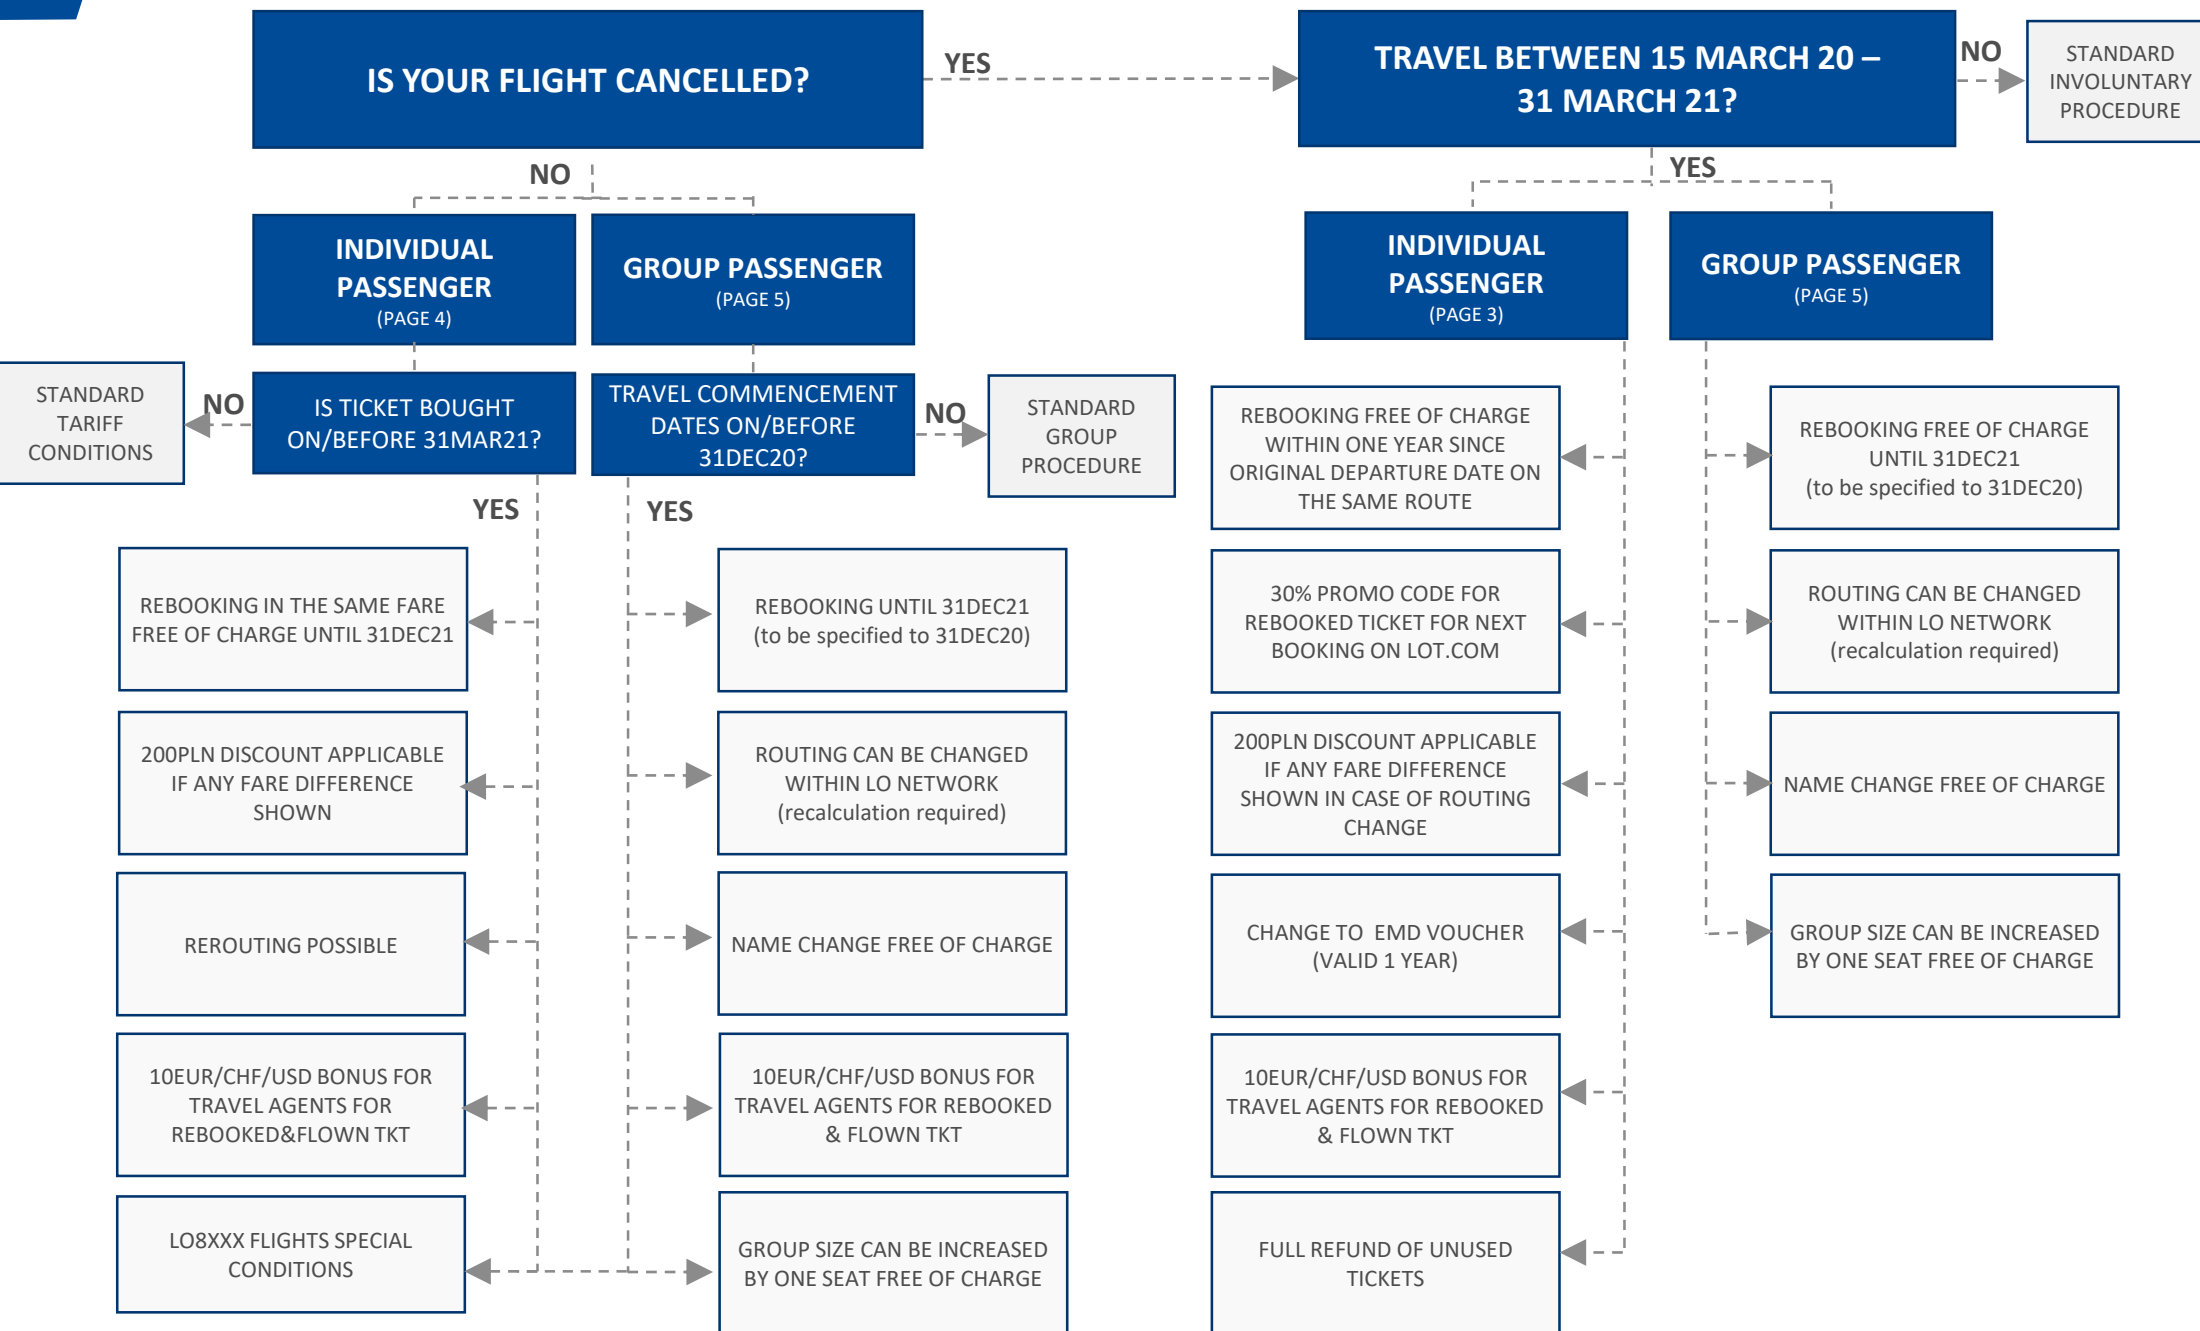 IS YOUR FLIGHT CANCELLED?
YES
TRAVEL BETWEEN 15 MARCH 20 –
31 MARCH 21?
NO
STANDARD
INVOLUNTARY
PROCEDURE
NO
YES
INDIVIDUAL
PASSENGER
(PAGE 4)
GROUP PASSENGER
(PAGE 5)
INDIVIDUAL
PASSENGER
(PAGE 3)
GROUP PASSENGER
(PAGE 5)
STANDARD
TARIFF
CONDITIONS
NO
IS TICKET BOUGHT
ON/BEFORE 31MAR21?
TRAVEL COMMENCEMENT
DATES ON/BEFORE
31DEC20?
NO
STANDARD
GROUP
PROCEDURE
YES
YES
REBOOKING IN THE SAME FARE
FREE OF CHARGE UNTIL 31DEC21
200PLN DISCOUNT APPLICABLE
IF ANY FARE DIFFERENCE
SHOWN
REROUTING POSSIBLE
10EUR/CHF/USD BONUS FOR
TRAVEL AGENTS FOR
REBOOKED&FLOWN TKT
LO8XXX FLIGHTS SPECIAL
CONDITIONS
REBOOKING UNTIL 31DEC21
(to be specified to 31DEC20)
ROUTING CAN BE CHANGED
WITHIN LO NETWORK
(recalculation required)
NAME CHANGE FREE OF CHARGE
10EUR/CHF/USD BONUS FOR
TRAVEL AGENTS FOR REBOOKED
& FLOWN TKT
GROUP SIZE CAN BE INCREASED
BY ONE SEAT FREE OF CHARGE
REBOOKING FREE OF CHARGE
WITHIN ONE YEAR SINCE
ORIGINAL DEPARTURE DATE ON
THE SAME ROUTE
30% PROMO CODE FOR
REBOOKED TICKET FOR NEXT
BOOKING ON LOT.COM
200PLN DISCOUNT APPLICABLE
IF ANY FARE DIFFERENCE
SHOWN IN CASE OF ROUTING
CHANGE
CHANGE TO EMD VOUCHER
(VALID 1 YEAR)
10EUR/CHF/USD BONUS FOR
TRAVEL AGENTS FOR REBOOKED
& FLOWN TKT
FULL REFUND OF UNUSED
TICKETS
REBOOKING FREE OF CHARGE
UNTIL 31DEC21
(to be specified to 31DEC20)
ROUTING CAN BE CHANGED
WITHIN LO NETWORK
(recalculation required)
NAME CHANGE FREE OF CHARGE
GROUP SIZE CAN BE INCREASED
BY ONE SEAT FREE OF CHARGE